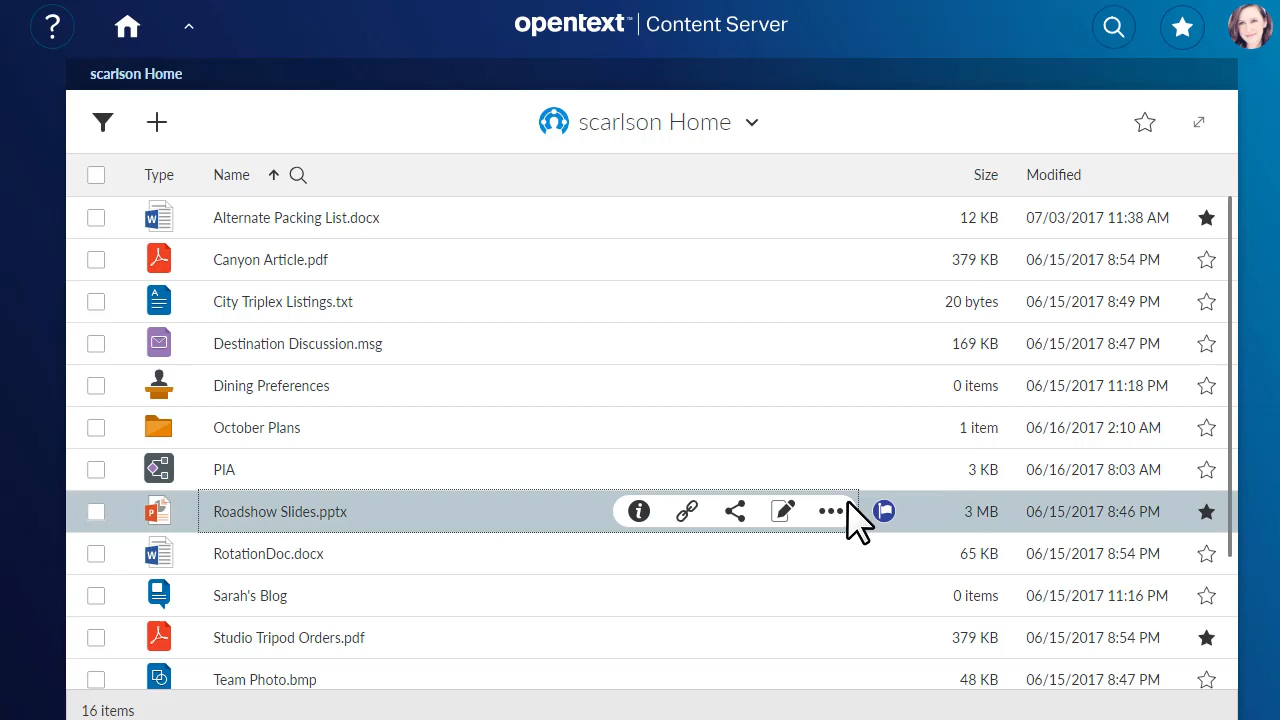 opentext™ | Content Server
scarlson Home
scarlson Home
Type Name Size Modified
Alternate Packing List.docx 12 KB 07/03/2017 11:38 AM
Canyon Article.pdf 379 KB 06/15/2017 8:54 PM
City Triplex Listings.txt 20 bytes 06/15/2017 8:49 PM
Destination Discussion.msg 169 KB 06/15/2017 8:47 PM
Dining Preferences 0 items 06/15/2017 11:18 PM
October Plans 1 item 06/16/2017 2:10 AM
PIA 3 KB 06/16/2017 8:03 AM
Roadshow Slides.pptx 3 MB 06/15/2017 8:46 PM
RotationDoc.docx 65 KB 06/15/2017 8:54 PM
Sarah's Blog 0 items 06/15/2017 11:16 PM
Studio Tripod Orders.pdf 379 KB 06/15/2017 8:54 PM
Team Photo.bmp 48 KB 06/15/2017 8:47 PM
16 items